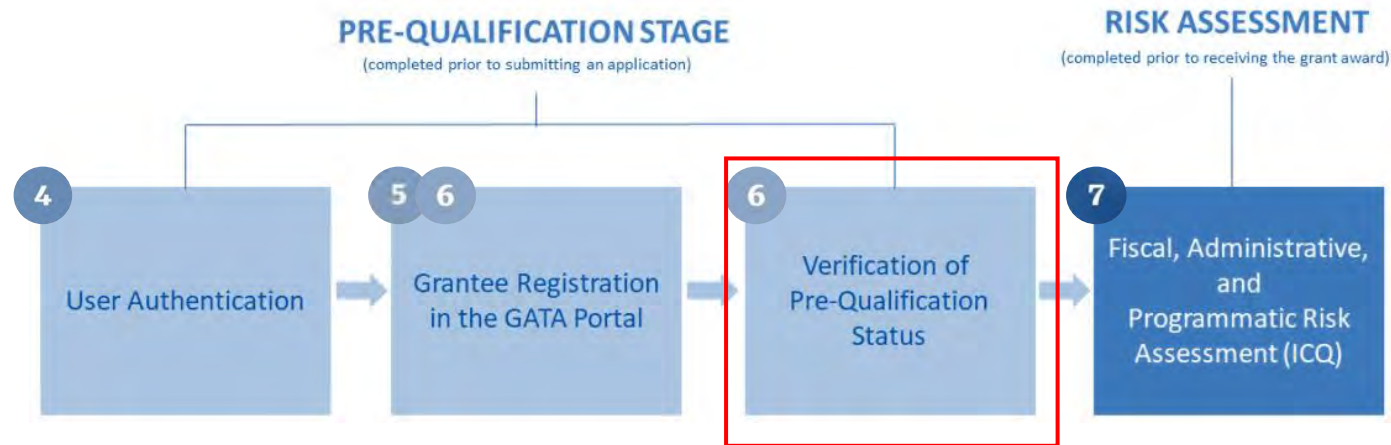 PRE-QUALIFICATION STAGE
(completed prior to submitting an application)
RISK ASSESSMENT
(completed prior to receiving the grant award)
4
User Authentication
5 6
Grantee Registration
in the GATA Portal
6
Verification of
Pre-Qualification
Status
7
Fiscal, Administrative,
and
Programmatic Risk
Assessment (ICQ)